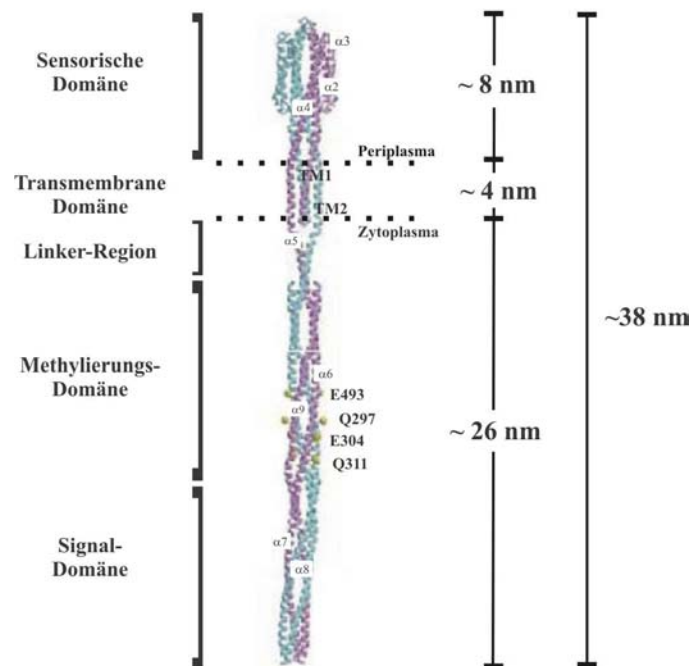 Sensorische
Domäne
α3
α2
α4
~ 8 nm
Periplasma
Transmembrane
Domäne
TM1
TM2
~ 4 nm
Zytoplasma
Linker-Region
α5
~38 nm
Methylierungs-
Domäne
α6
E493
α9
Q297
E304
Q311
~ 26 nm
Signal-
Domäne
α7
α8